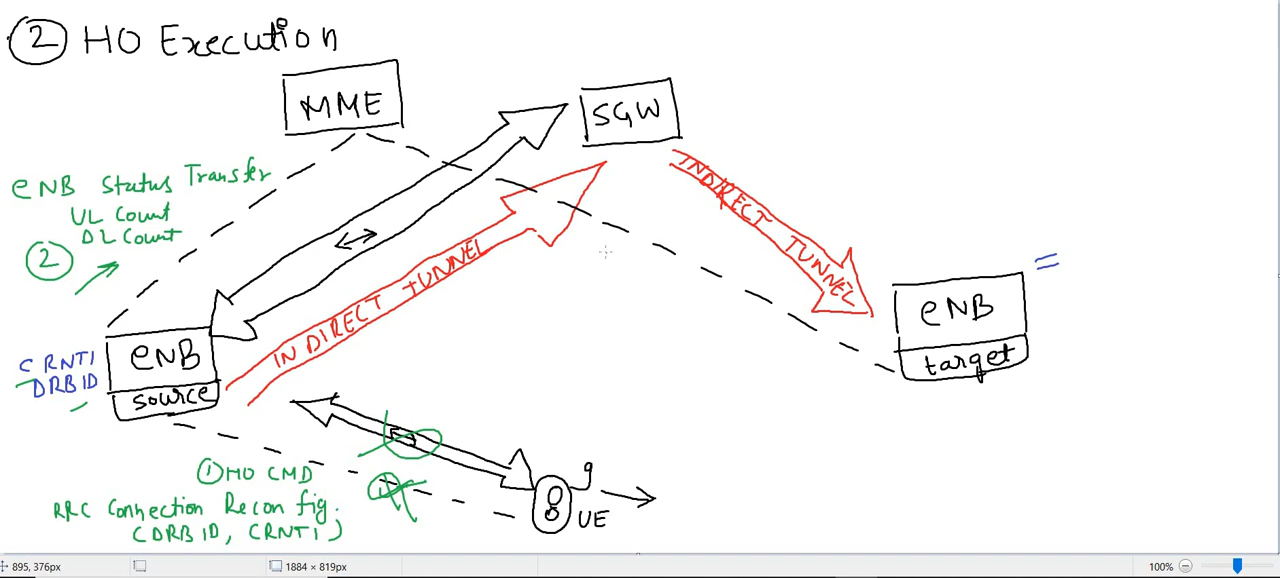 ② HO Execution
MME
SGW
eNB Status Transfer
UL Count
DL Count
②
INDIRECT TUNNEL
INDIRECT TUNNEL
eNB
target
=
CRNTI
DRB ID
eNB
source
① HO CMD
RRC Connection Reconfig.
(DRB ID, CRNTI)
UE
895, 376px
1884 × 819px
100%